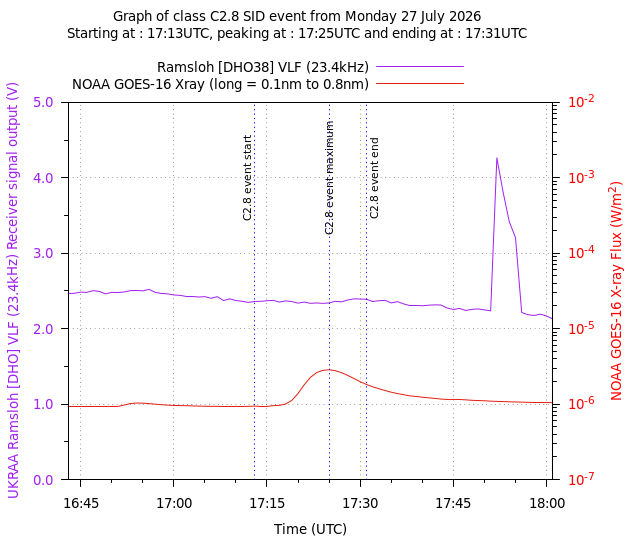 Graph of class C2.8 SID event from Monday 27 July 2026
Starting at : 17:13UTC, peaking at : 17:25UTC and ending at : 17:31UTC
Ramsloh [DHO38] VLF (23.4kHz)
NOAA GOES-16 Xray (long = 0.1nm to 0.8nm)
UKRAA Ramsloh [DHO] VLF (23.4kHz) Receiver signal output (V)
5.0
4.0
3.0
2.0
1.0
0.0
C2.8 event start
C2.8 event maximum
C2.8 event end
10^-2
10^-3
10^-4
10^-5
10^-6
10^-7
NOAA GOES-16 X-ray Flux (W/m²)
16:45 17:00 17:15 17:30 17:45 18:00
Time (UTC)